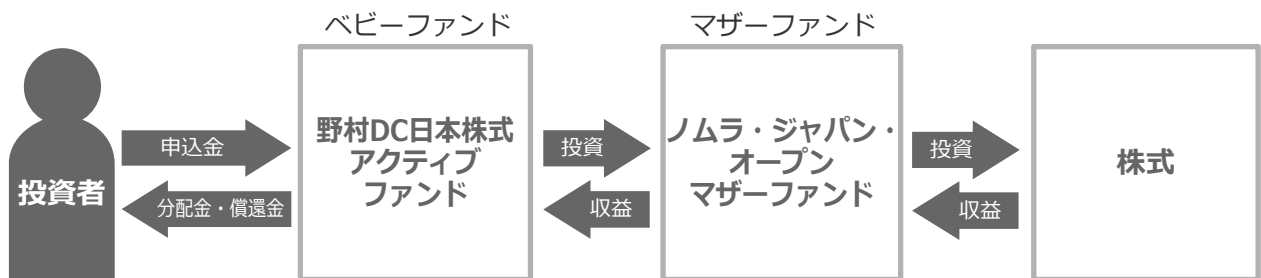 ベビーファンド
マザーファンド
投資者
申込金
分配金・償還金
野村DC日本株式
アクティブ
ファンド
投資
収益
ノムラ・ジャパン・
オープン
マザーファンド
投資
収益
株式